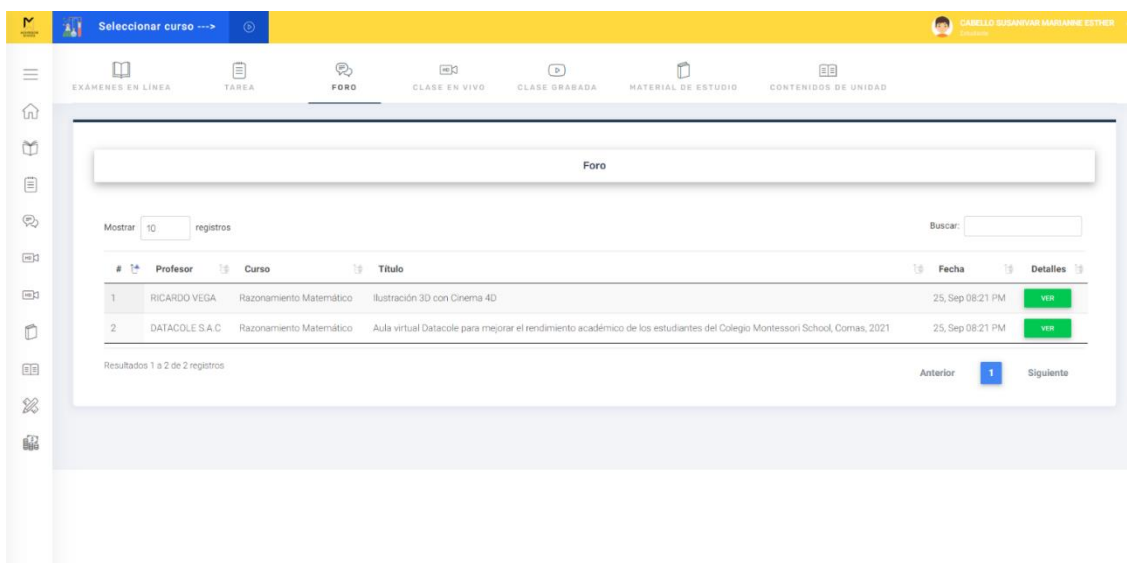 Seleccionar curso --->
CABELLO SUSANIVAR MARIANNE ESTHER
Estudiante
EXÁMENES EN LÍNEA
TAREA
FORO
CLASE EN VIVO
CLASE GRABADA
MATERIAL DE ESTUDIO
CONTENIDOS DE UNIDAD
Foro
Mostrar 10 registros
Buscar:
# Profesor Curso Título Fecha Detalles
1 RICARDO VEGA Razonamiento Matemático Ilustración 3D con Cinema 4D 25, Sep 08:21 PM VER
2 DATACOLE S.A.C Razonamiento Matemático Aula virtual Datacole para mejorar el rendimiento académico de los estudiantes del Colegio Montessori School, Comas, 2021 25, Sep 08:21 PM VER
Resultados 1 a 2 de 2 registros
Anterior 1 Siguiente